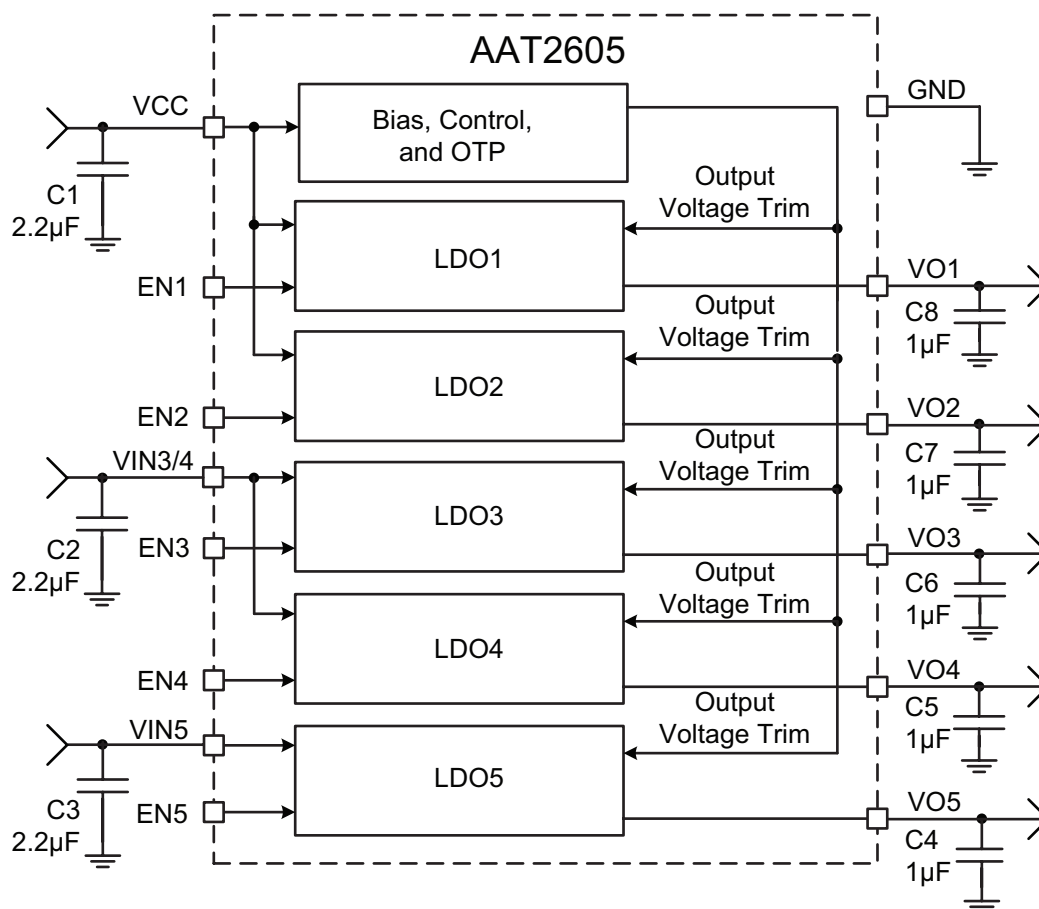 AAT2605
VCC
GND
Bias, Control,
and OTP
C1
2.2µF
Output
Voltage Trim
LDO1
EN1
VO1
C8
1µF
Output
Voltage Trim
LDO2
EN2
VO2
C7
1µF
VIN3/4
Output
Voltage Trim
LDO3
C2
2.2µF
EN3
VO3
C6
1µF
Output
Voltage Trim
LDO4
EN4
VO4
C5
1µF
VIN5
Output
Voltage Trim
LDO5
C3
2.2µF
EN5
VO5
C4
1µF